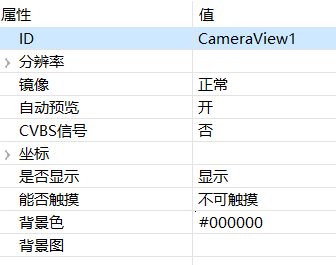 属性 值
ID CameraView1
分辨率
镜像 正常
自动预览 开
CVBS信号 否
坐标
是否显示 显示
能否触摸 不可触摸
背景色 #000000
背景图